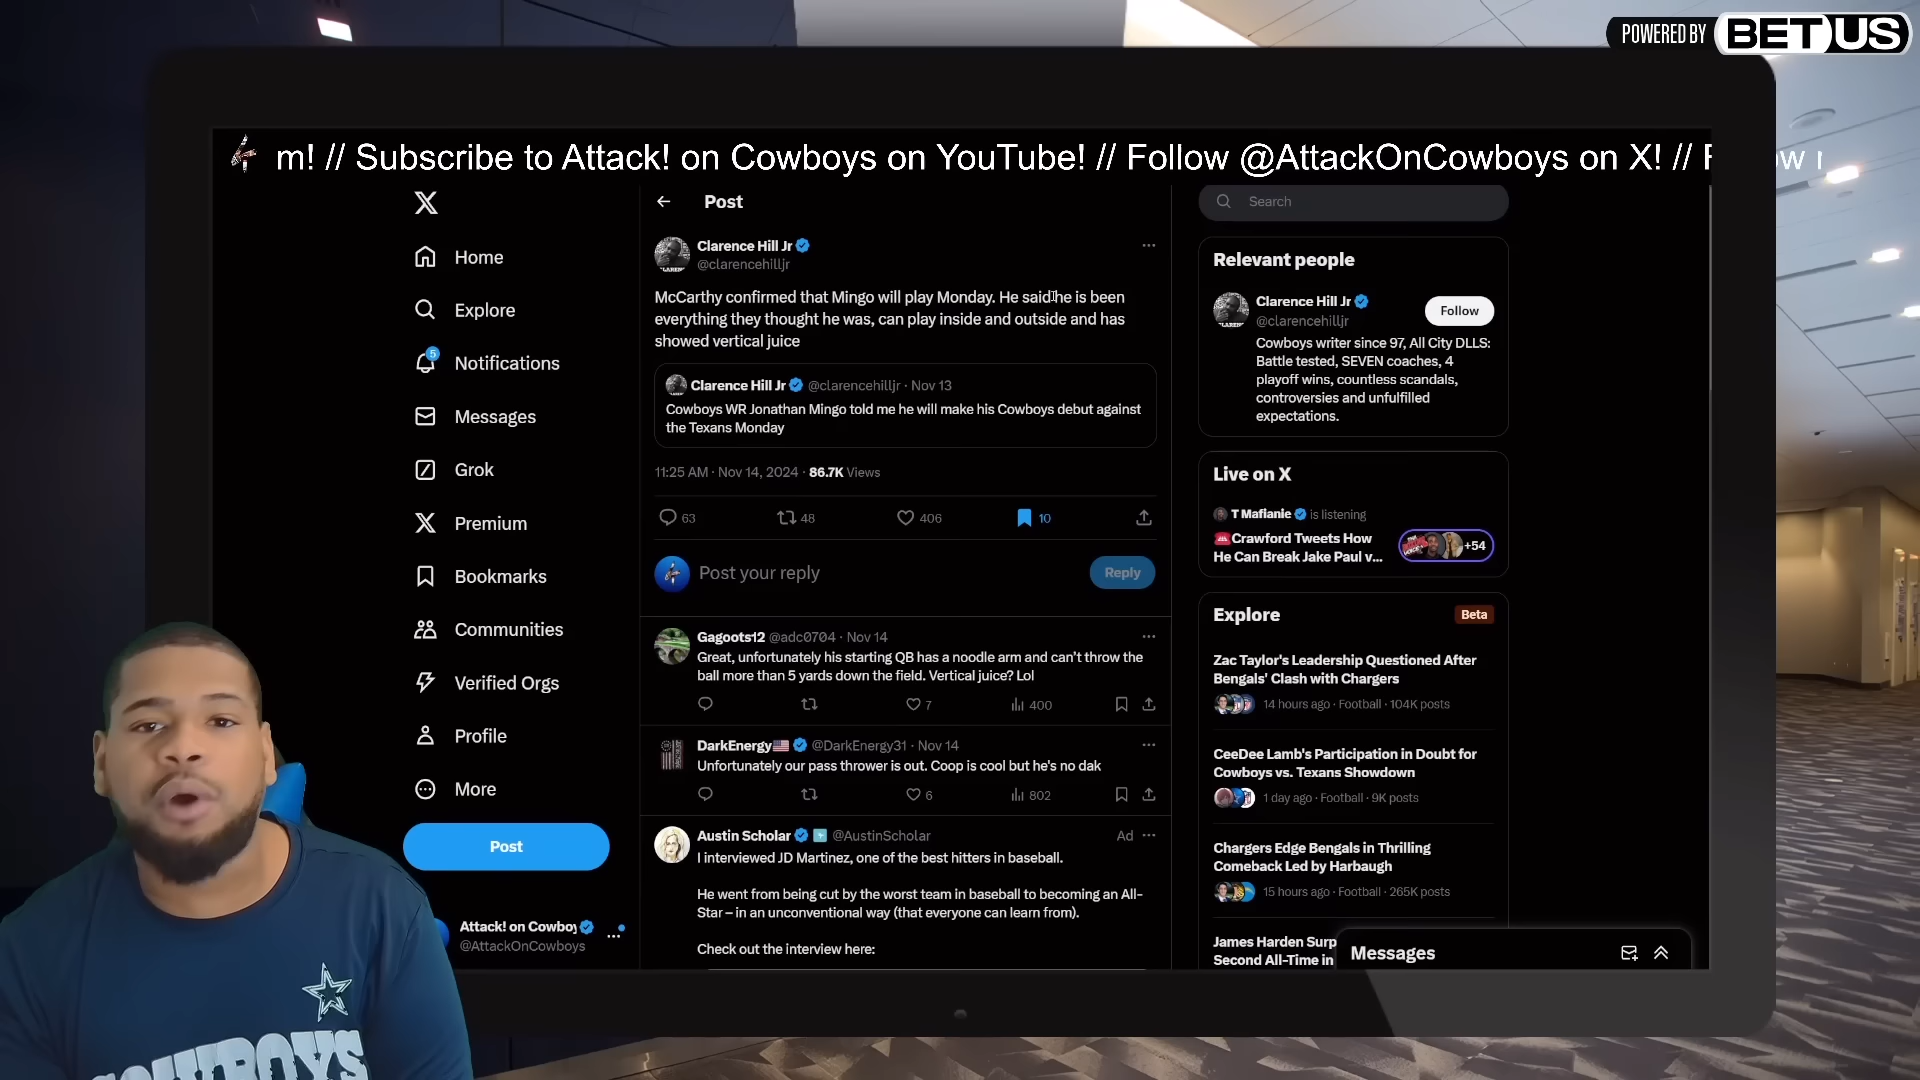 POWERED BY BETUS
m! // Subscribe to Attack! on Cowboys on YouTube! // Follow @AttackOnCowboys on X! //
X
Home
Explore
5
Notifications
Messages
Grok
Premium
Bookmarks
Communities
Verified Orgs
Profile
More
Post
Attack! on Cowboy
@AttackOnCowboys
Post
Clarence Hill Jr
@clarencehilljr
McCarthy confirmed that Mingo will play Monday. He said he is been
everything they thought he was, can play inside and outside and has
showed vertical juice
Clarence Hill Jr @clarencehilljr · Nov 13
Cowboys WR Jonathan Mingo told me he will make his Cowboys debut against
the Texans Monday
11:25 AM · Nov 14, 2024 · 86.7K Views
63 48 406 10
Post your reply
Reply
Gagoots12 @adc0704 · Nov 14
Great, unfortunately his starting QB has a noodle arm and can't throw the
ball more than 5 yards down the field. Vertical juice? Lol
7 400
DarkEnergy @DarkEnergy31 · Nov 14
Unfortunately our pass thrower is out. Coop is cool but he's no dak
6 802
Austin Scholar @AustinScholar Ad
I interviewed JD Martinez, one of the best hitters in baseball.
He went from being cut by the worst team in baseball to becoming an All-
Star – in an unconventional way (that everyone can learn from).
Check out the interview here:
Search
Relevant people
Clarence Hill Jr
@clarencehilljr
Follow
Cowboys writer since 97, All City DLLS:
Battle tested, SEVEN coaches, 4
playoff wins, countless scandals,
controversies and unfulfilled
expectations.
Live on X
T Mafianie is listening
Crawford Tweets How
He Can Break Jake Paul v...
+54
Explore
Beta
Zac Taylor's Leadership Questioned After
Bengals' Clash with Chargers
14 hours ago · Football · 104K posts
CeeDee Lamb's Participation in Doubt for
Cowboys vs. Texans Showdown
1 day ago · Football · 9K posts
Chargers Edge Bengals in Thrilling
Comeback Led by Harbaugh
15 hours ago · Football · 265K posts
James Harden Surp
Second All-Time in
Messages
COWBOYS